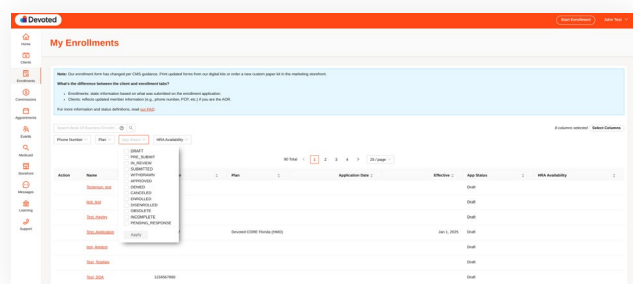 Devoted
Start Enrollment
John Test
My Enrollments
Home
Clients
Enrollments
Commissions
Appointments
Events
Medicaid
Storefront
Messages
Learning
Support
Note: Our enrollment form has changed per CMS guidance. Print updated forms from our digital kits or order a new custom paper kit in the marketing storefront.
What's the difference between the client and enrollment tabs?
Enrollments: static information based on what was submitted on the enrollment application.
Clients: reflects updated member information (e.g., phone number, PCP, etc.) if you are the AOR.
For more information and status definitions, read our FAQ.
8 columns selected Select Columns
Phone Number Plan App Status HRA Availability
DRAFT
PRE_SUBMIT
IN_REVIEW
SUBMITTED
WITHDRAWN
APPROVED
DENIED
CANCELED
ENROLLED
DISENROLLED
OBSOLETE
INCOMPLETE
PENDING_RESPONSE
Apply
90 Total < 1 2 3 4 > 25 / page
Action Name Plan Application Date Effective App Status HRA Availability
Draft
test, test Draft
Test, Hayley Draft
Test, Application Devoted CORE Florida (HMO) Jan 1, 2025 Draft
Draft
Draft
1234567890 Draft